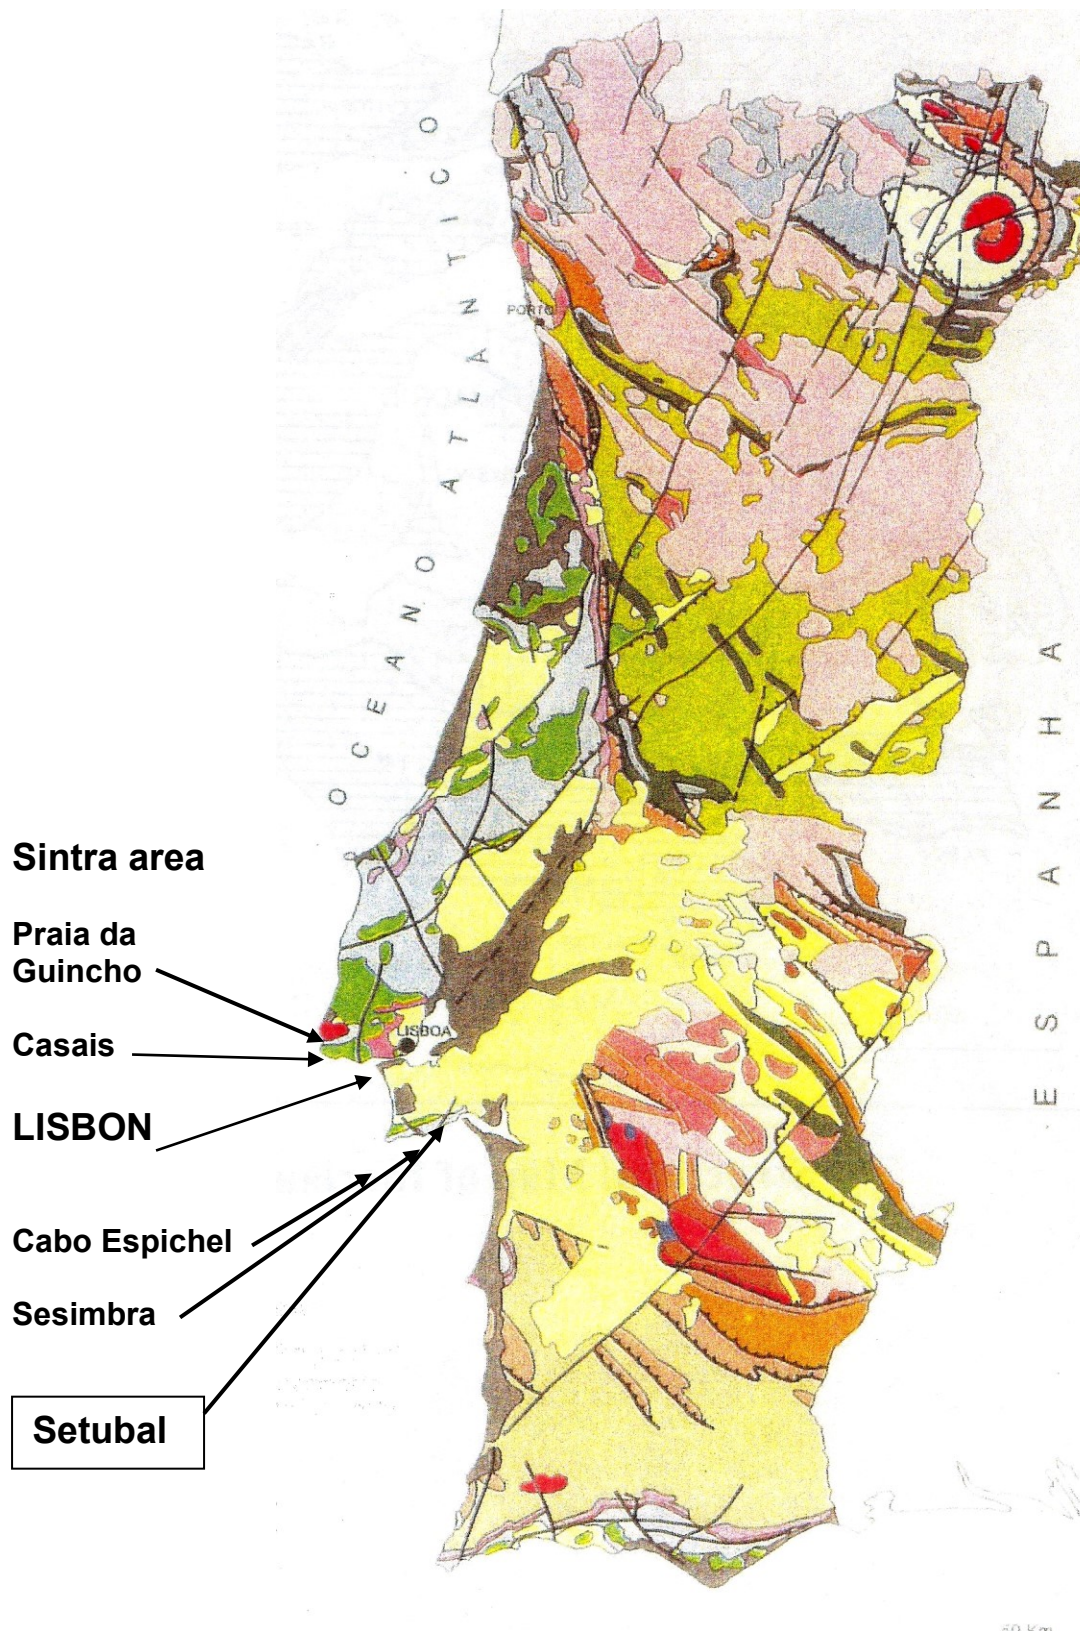 OCEANO ATLANTICO
PORTO
ESPANHA
Sintra area
Praia da
Guincho
Casais
LISBOA
LISBON
Cabo Espichel
Sesimbra
Setubal